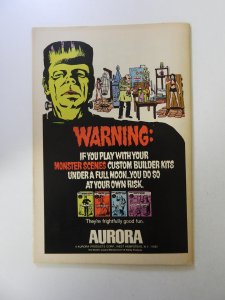 WARNING:
IF YOU PLAY WITH YOUR
MONSTER SCENES CUSTOM BUILDER KITS
UNDER A FULL MOON...YOU DO SO
AT YOUR OWN RISK.
They're frightfully good fun.
AURORA